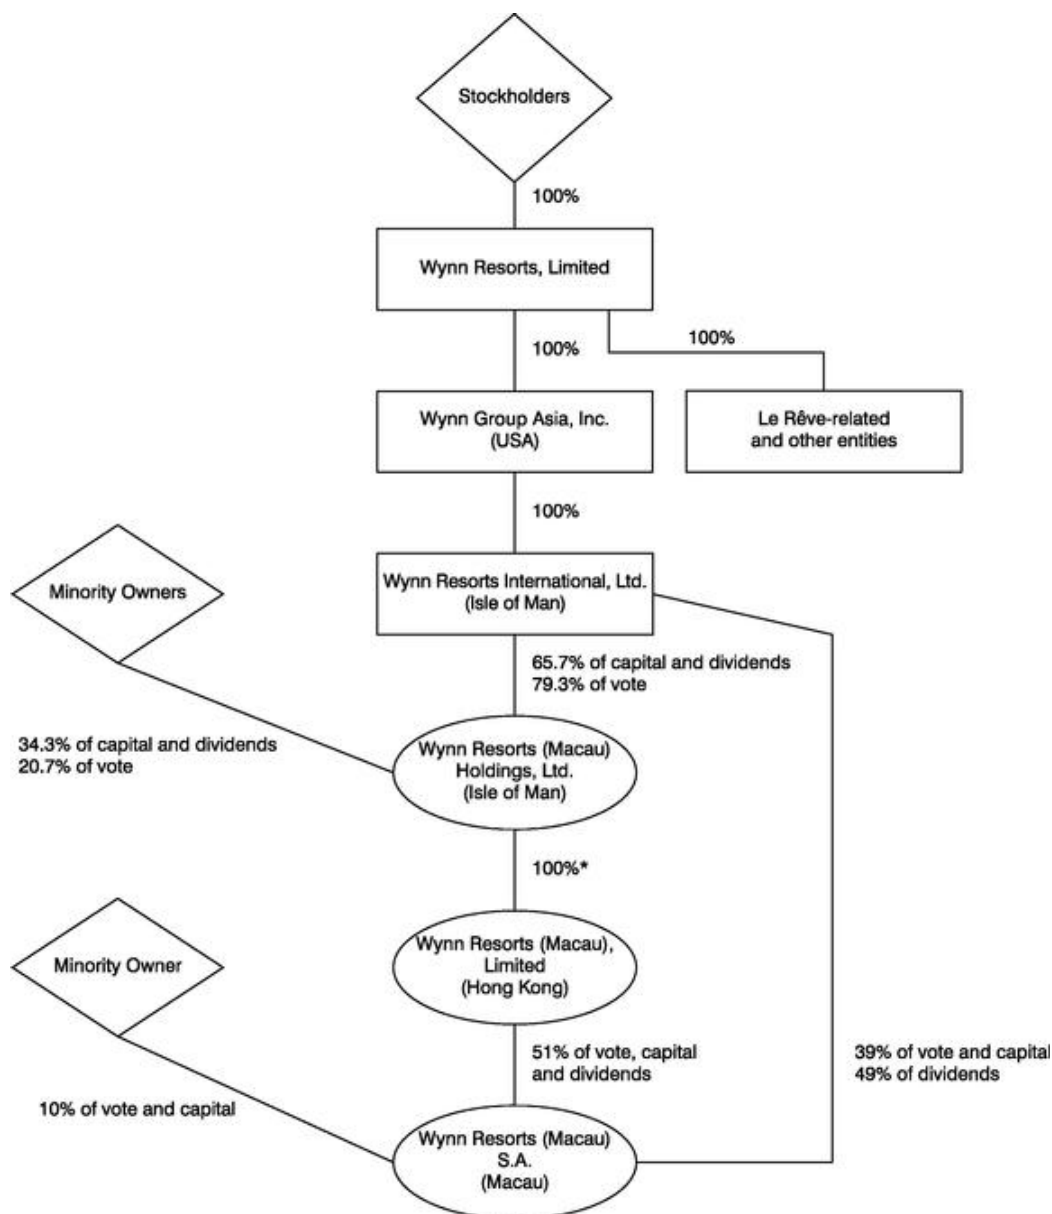 Stockholders
100%
Wynn Resorts, Limited
100%
100%
Wynn Group Asia, Inc.
(USA)
Le Rêve-related
and other entities
100%
Minority Owners
Wynn Resorts International, Ltd.
(Isle of Man)
65.7% of capital and dividends
79.3% of vote
34.3% of capital and dividends
20.7% of vote
Wynn Resorts (Macau)
Holdings, Ltd.
(Isle of Man)
100%*
Minority Owner
Wynn Resorts (Macau),
Limited
(Hong Kong)
51% of vote, capital
and dividends
39% of vote and capital
49% of dividends
10% of vote and capital
Wynn Resorts (Macau)
S.A.
(Macau)